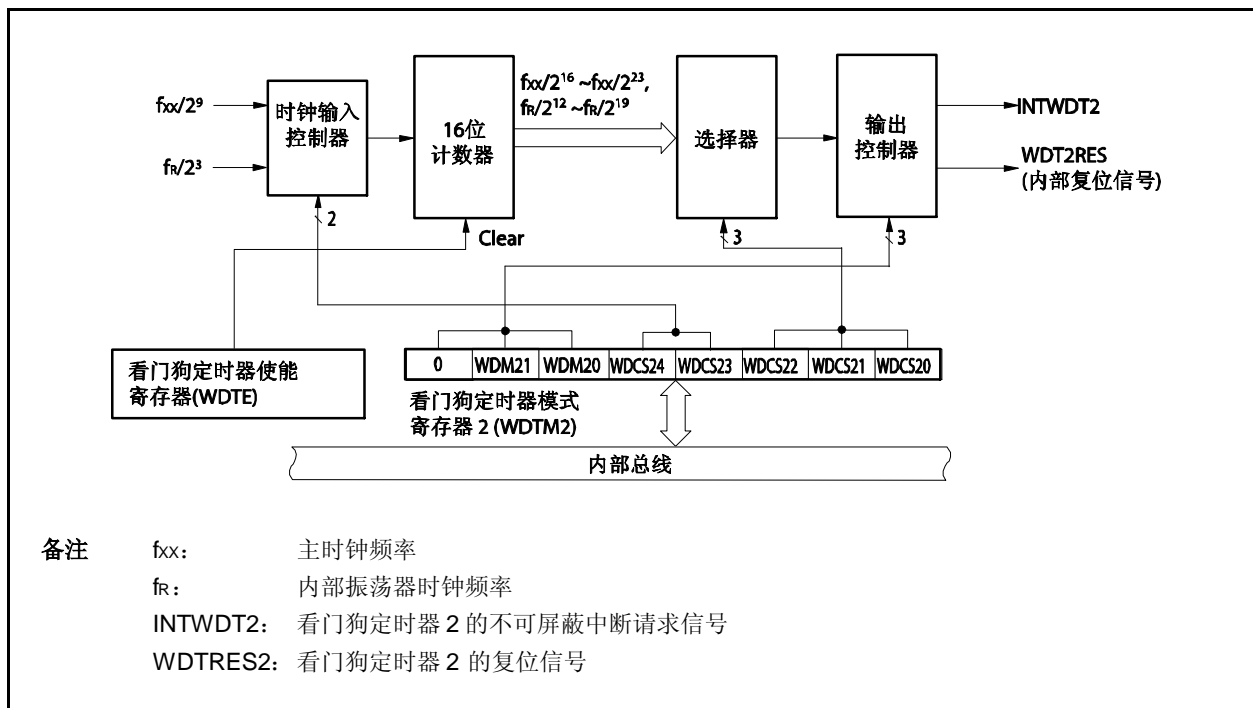 fxx/2⁹
fR/2³
时钟输入
控制器
16位
计数器
fxx/2¹⁶ ~fxx/2²³,
fR/2¹² ~fR/2¹⁹
选择器
输出
控制器
INTWDT2
WDT2RES
(内部复位信号)
2
Clear
3
3
看门狗定时器使能
寄存器(WDTE)
0 WDM21 WDM20 WDCS24 WDCS23 WDCS22 WDCS21 WDCS20
看门狗定时器模式
寄存器 2 (WDTM2)
内部总线
备注 fxx: 主时钟频率
fR: 内部振荡器时钟频率
INTWDT2: 看门狗定时器 2 的不可屏蔽中断请求信号
WDTRES2: 看门狗定时器 2 的复位信号